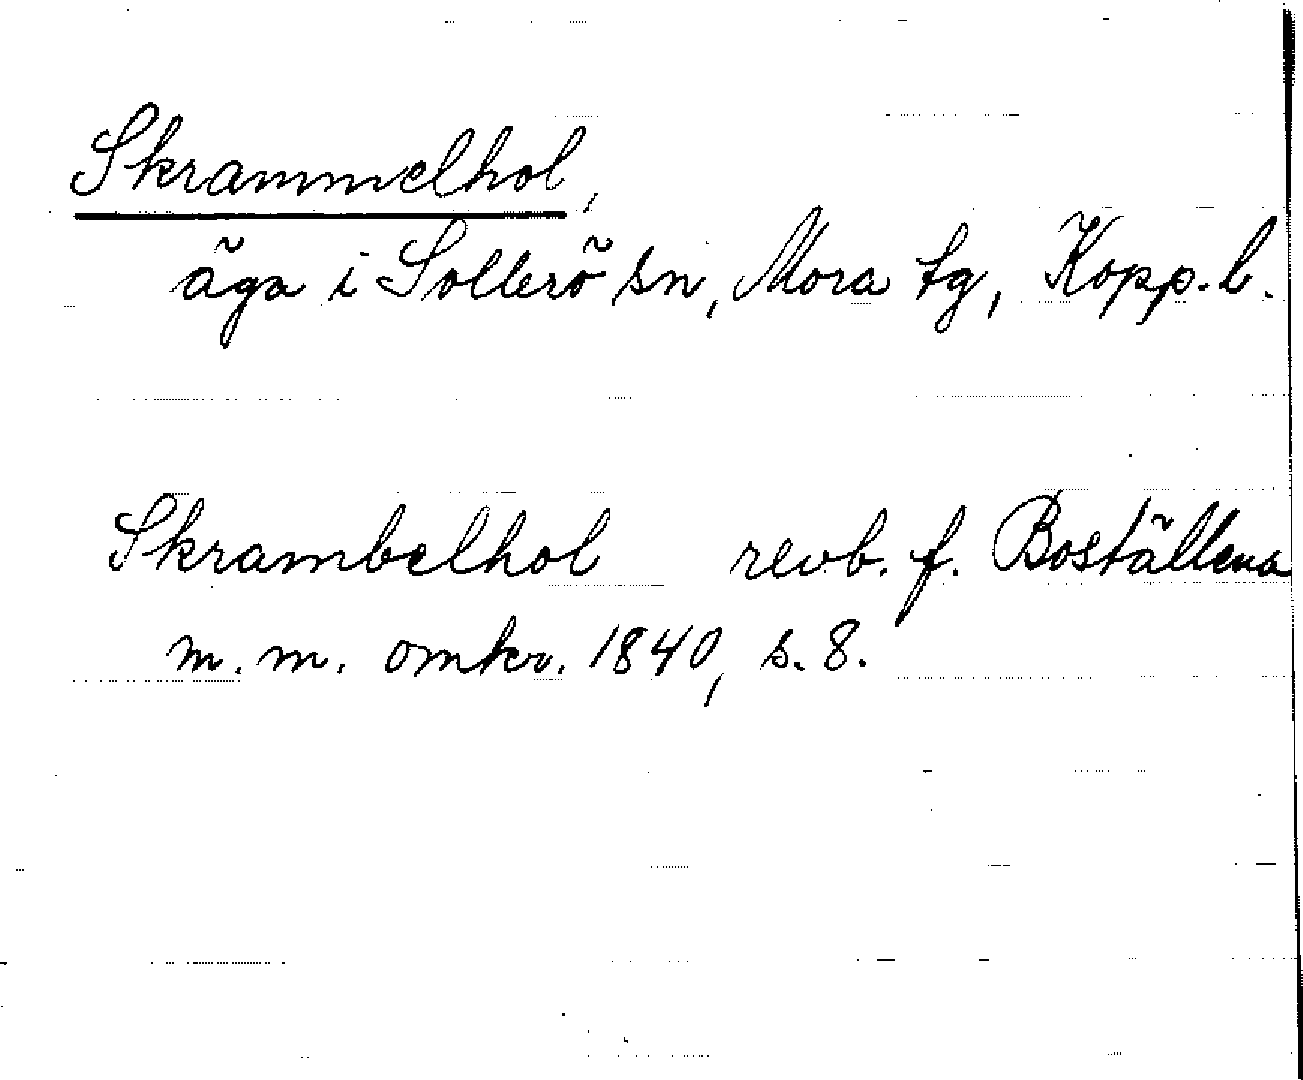 Skrammelhol,
äga i Sollerö sn, Mora tg, Kopp. l.
Skrambelhol revb. f. Boställena
m. m. omkr. 1840, s. 8.